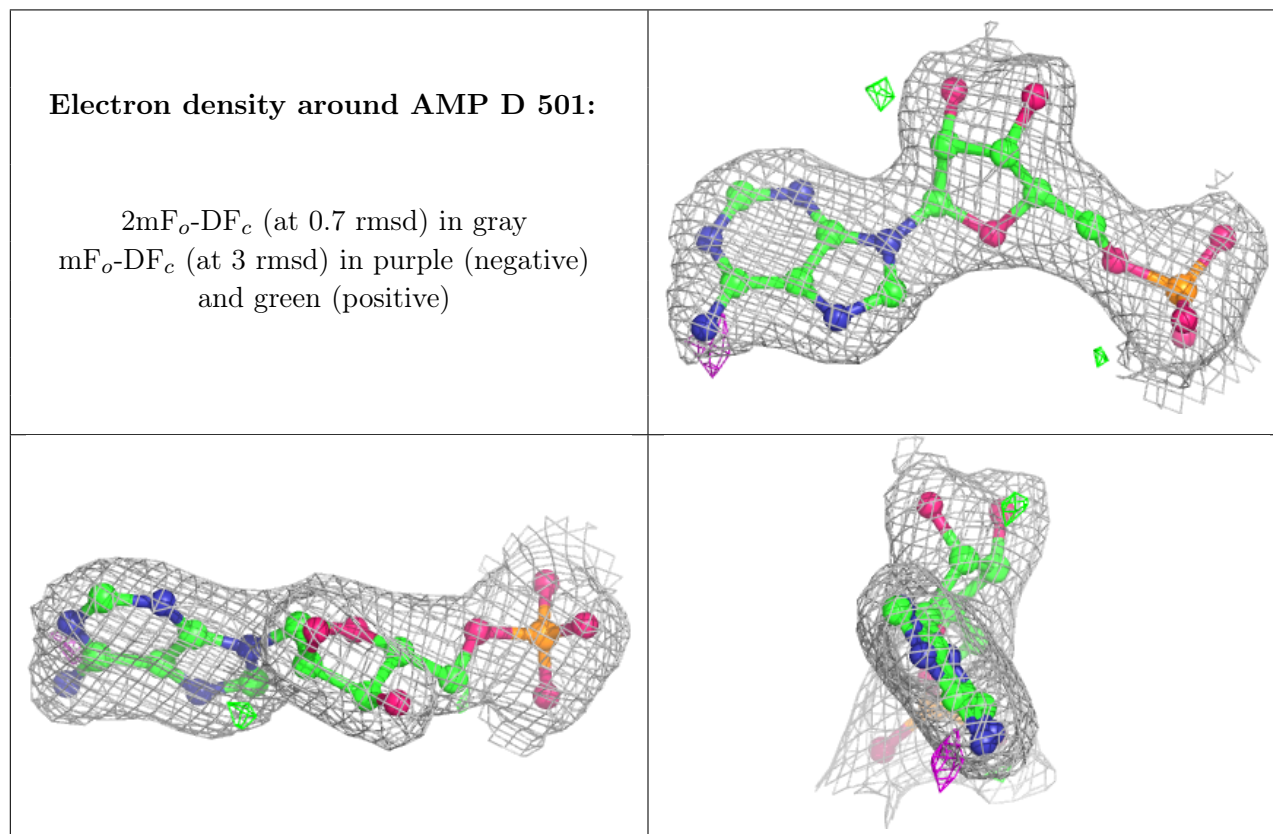 Electron density around AMP D 501:
2mFo-DFc (at 0.7 rmsd) in gray
mFo-DFc (at 3 rmsd) in purple (negative)
and green (positive)